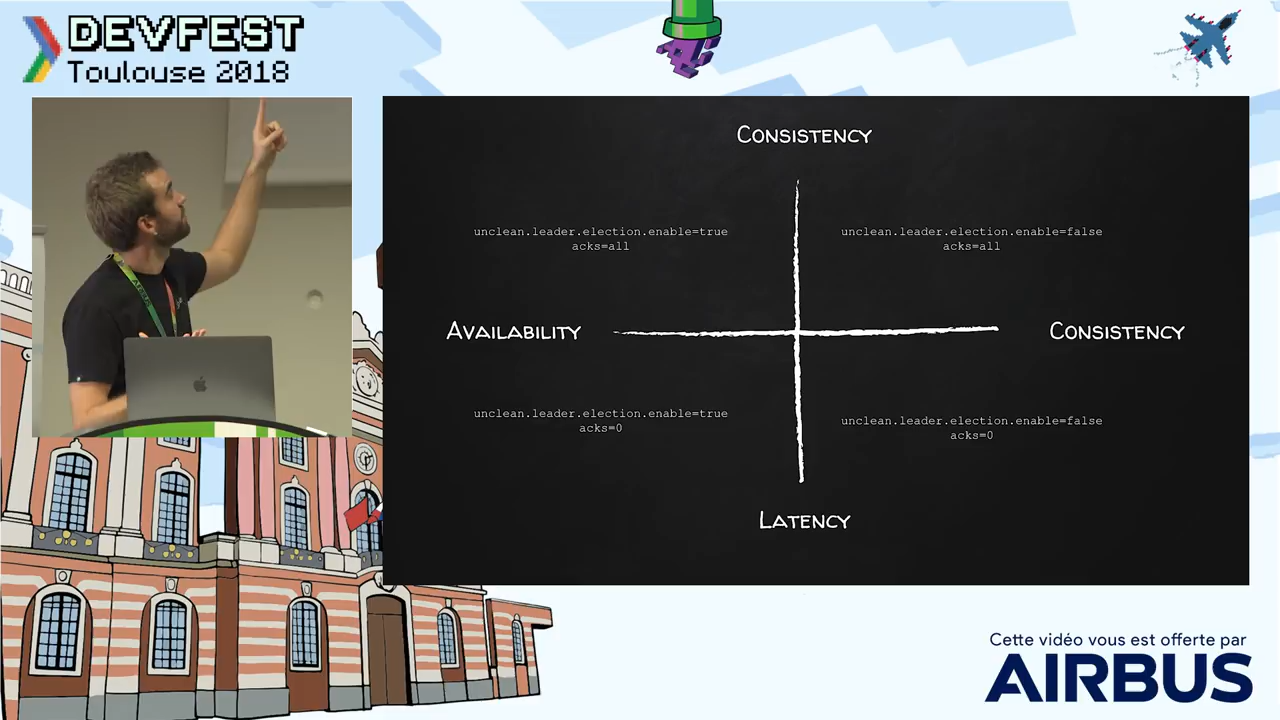 DEVFEST
Toulouse 2018
CONSISTENCY
unclean.leader.election.enable=true
acks=all
unclean.leader.election.enable=false
acks=all
AVAILABILITY
CONSISTENCY
unclean.leader.election.enable=true
acks=0
unclean.leader.election.enable=false
acks=0
LATENCY
Cette vidéo vous est offerte par
AIRBUS